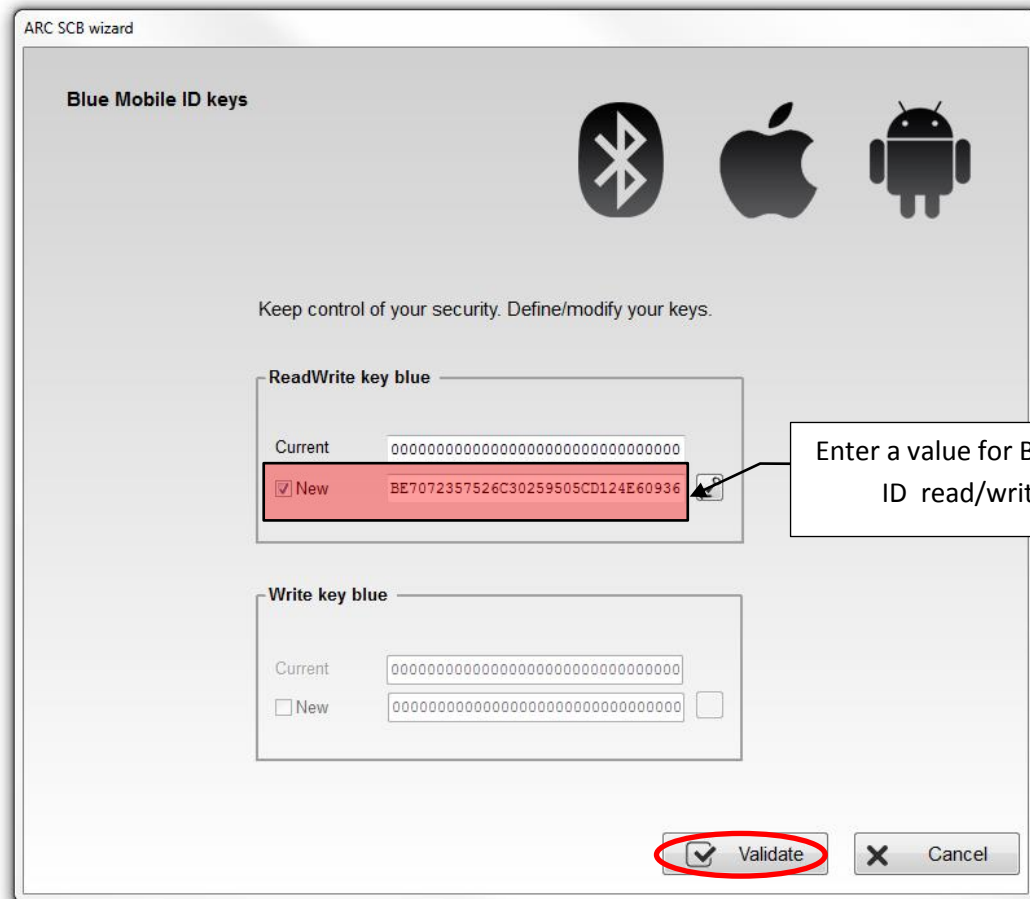 ARC SCB wizard
Blue Mobile ID keys
Keep control of your security. Define/modify your keys.
ReadWrite key blue
Current 00000000000000000000000000000000
New BE7072357526C30259505CD124E60936
Enter a value for
ID read/
Write key blue
Current 00000000000000000000000000000000
New 00000000000000000000000000000000
Validate Cancel